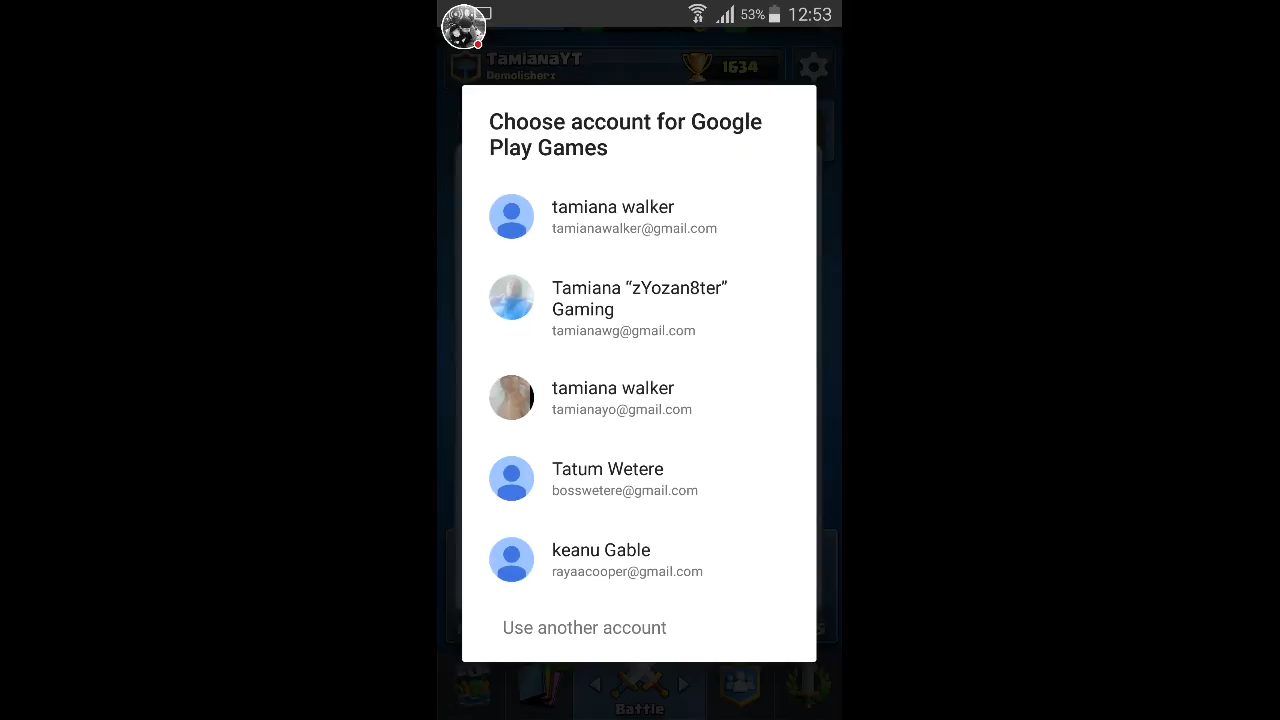 53% 12:53
TamianaYT
Demolisherz
1634
Choose account for Google
Play Games
tamiana walker
tamianawalker@gmail.com
Tamiana “zYozan8ter”
Gaming
tamianawg@gmail.com
tamiana walker
tamianayo@gmail.com
Tatum Wetere
bosswetere@gmail.com
keanu Gable
rayaacooper@gmail.com
Use another account
Battle